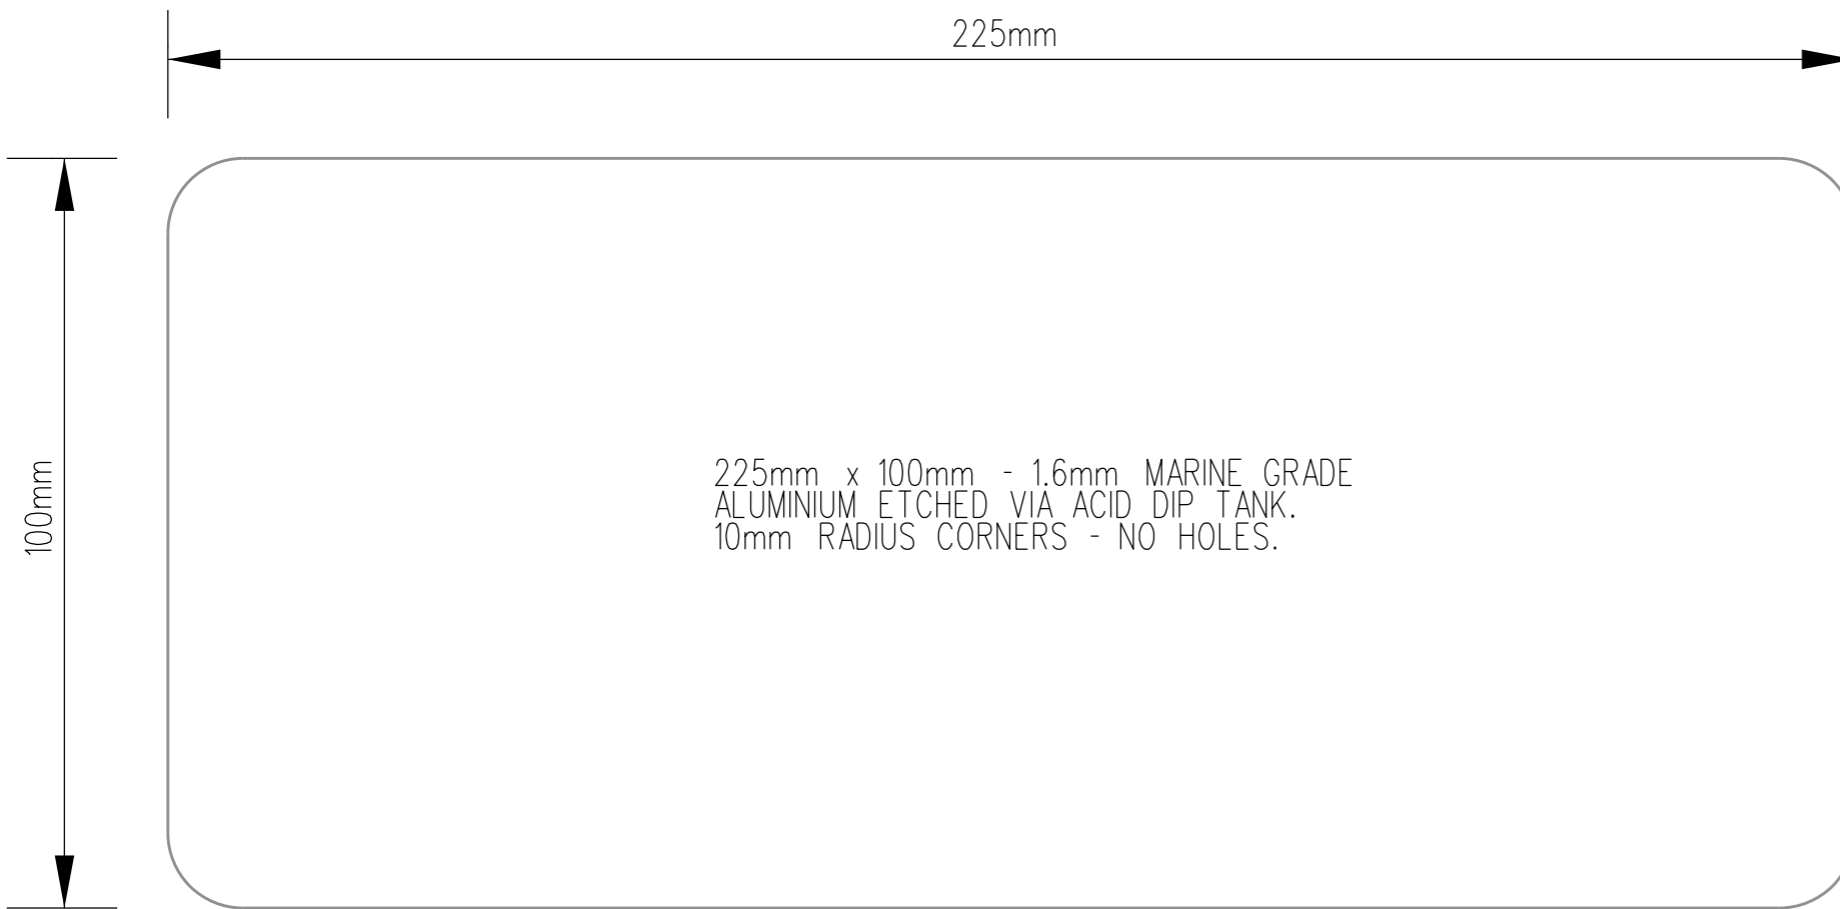 225mm
100mm
225mm x 100mm - 1.6mm MARINE GRADE
ALUMINIUM ETCHED VIA ACID DIP TANK.
10mm RADIUS CORNERS - NO HOLES.